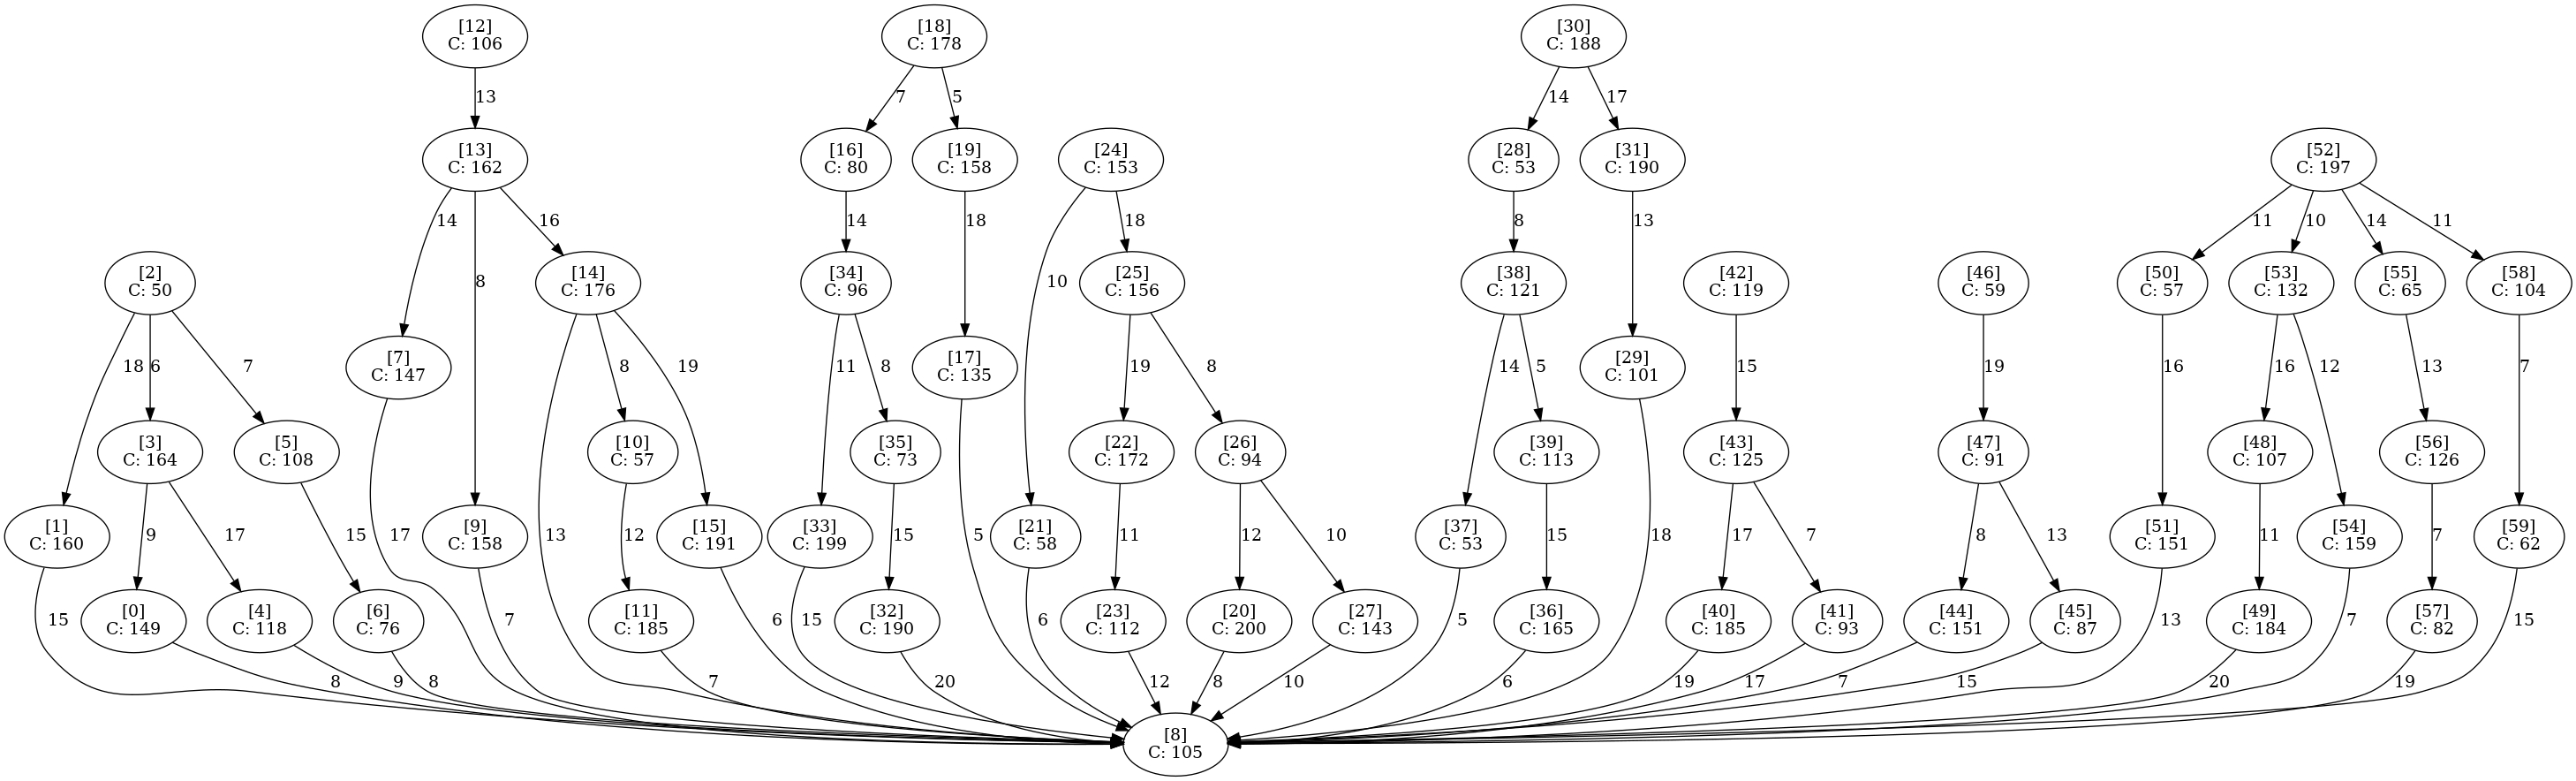 [12]
C: 106
[18]
C: 178
[30]
C: 188
13
7
5
14
17
[13]
C: 162
[16]
C: 80
[19]
C: 158
[24]
C: 153
[28]
C: 53
[31]
C: 190
[52]
C: 197
14
8
16
14
18
10
18
8
13
11
10
14
11
[2]
C: 50
[14]
C: 176
[34]
C: 96
[25]
C: 156
[38]
C: 121
[42]
C: 119
[46]
C: 59
[50]
C: 57
[53]
C: 132
[55]
C: 65
[58]
C: 104
18
6
7
[7]
C: 147
8
19
11
8
[17]
C: 135
19
8
14
5
[29]
C: 101
15
19
16
16
12
13
7
[3]
C: 164
[5]
C: 108
[10]
C: 57
[35]
C: 73
[22]
C: 172
[26]
C: 94
[39]
C: 113
[43]
C: 125
[47]
C: 91
[48]
C: 107
[56]
C: 126
[1]
C: 160
9
17
15
17
[9]
C: 158
13
12
[15]
C: 191
[33]
C: 199
15
5
[21]
C: 58
11
12
10
[37]
C: 53
15
18
17
7
8
13
[51]
C: 151
11
[54]
C: 159
7
[59]
C: 62
15
[0]
C: 149
[4]
C: 118
[6]
C: 76
7
[11]
C: 185
6
15
[32]
C: 190
6
[23]
C: 112
[20]
C: 200
[27]
C: 143
5
[36]
C: 165
[40]
C: 185
[41]
C: 93
[44]
C: 151
[45]
C: 87
13
[49]
C: 184
7
[57]
C: 82
15
8
9
8
7
20
12
8
10
6
19
17
7
15
20
19
[8]
C: 105